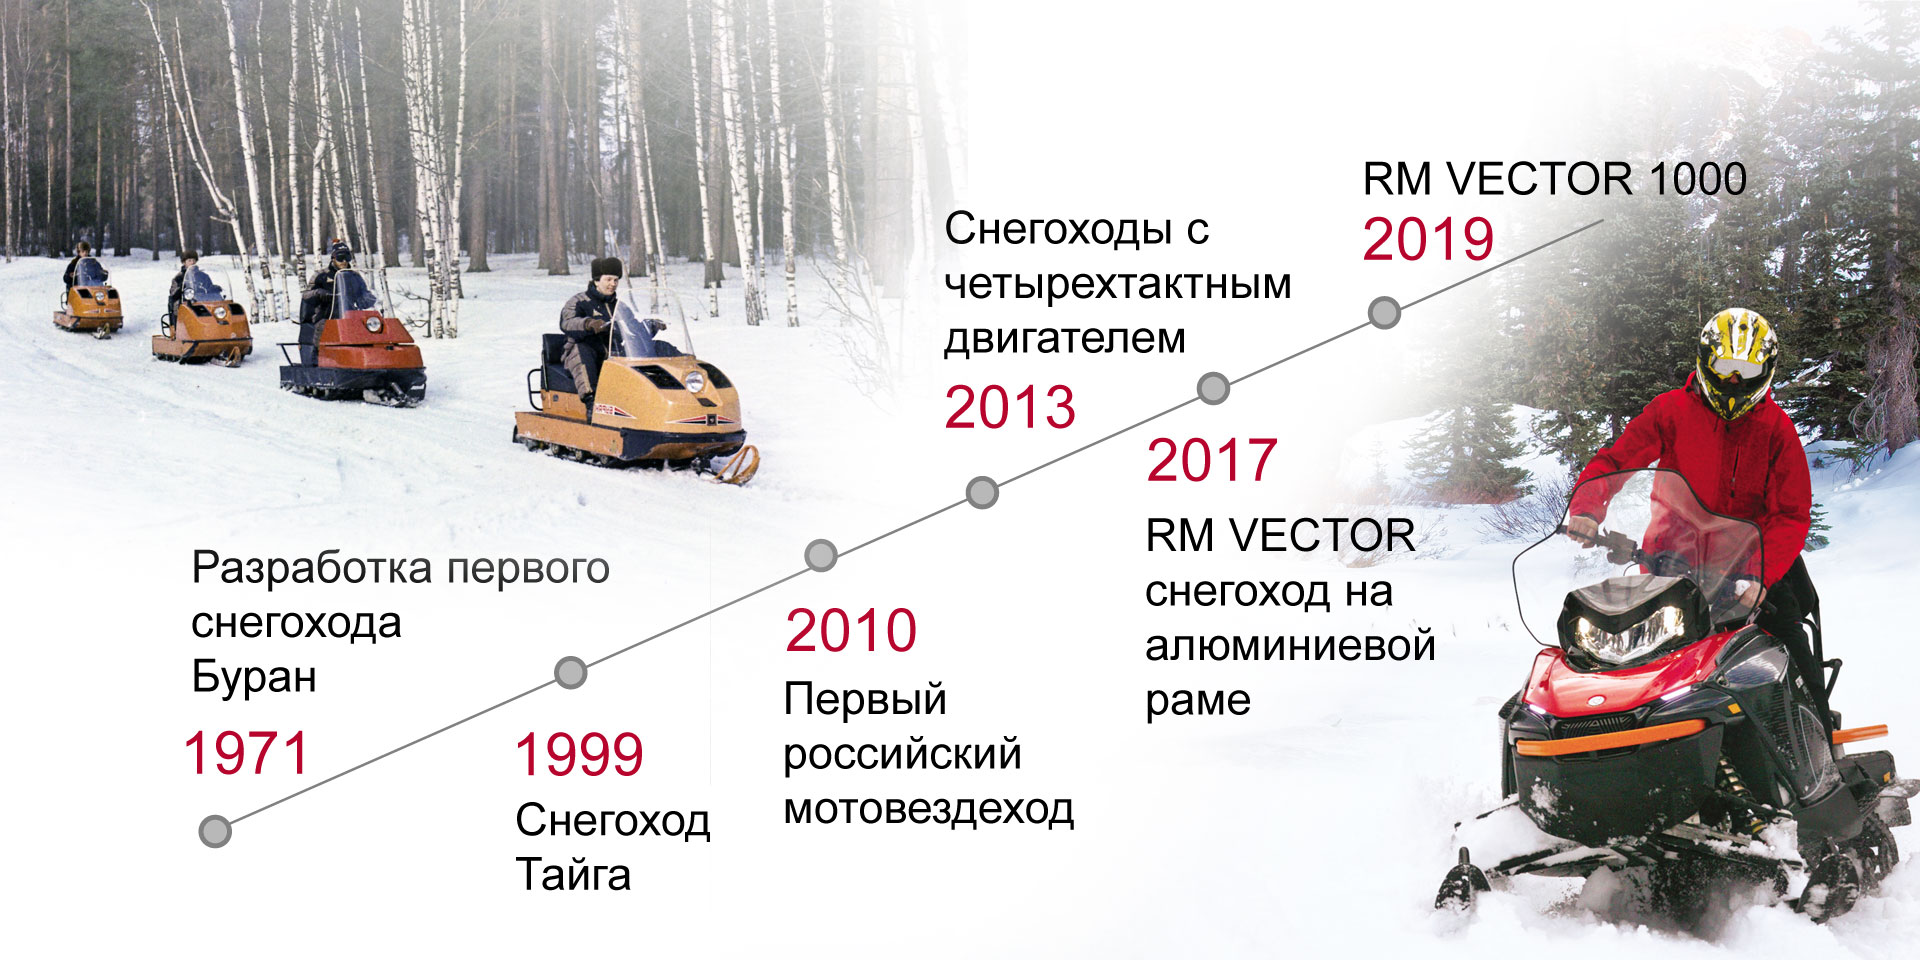 Разработка первого
снегохода
Буран
1971
1999
Снегоход
Тайга
2010
Первый
российский
мотовездеход
Снегоходы с
четырехтактным
двигателем
2013
2017
RM VECTOR
снегоход на
алюминиевой
раме
RM VECTOR 1000
2019